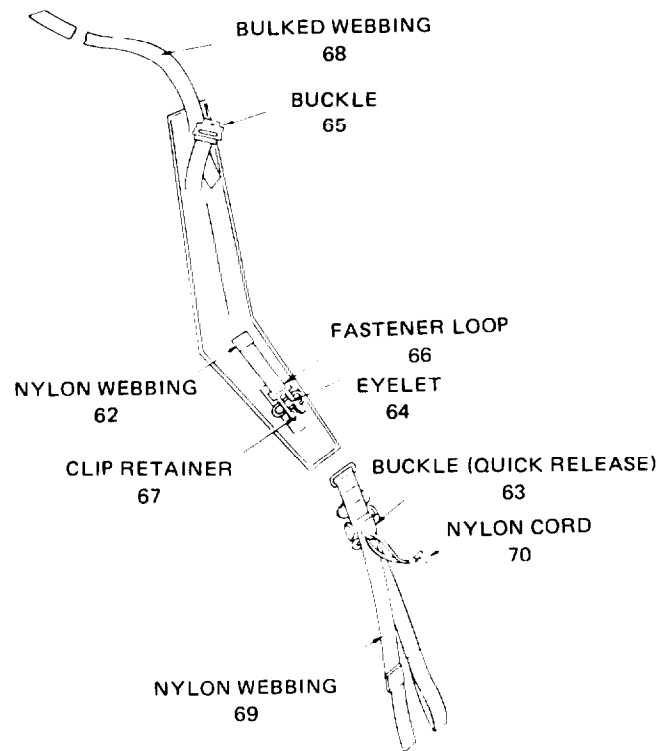 BULKED WEBBING
68
BUCKLE
65
FASTENER LOOP
66
NYLON WEBBING
62
EYELET
64
CLIP RETAINER
67
BUCKLE (QUICK RELEASE)
63
NYLON CORD
70
NYLON WEBBING
69